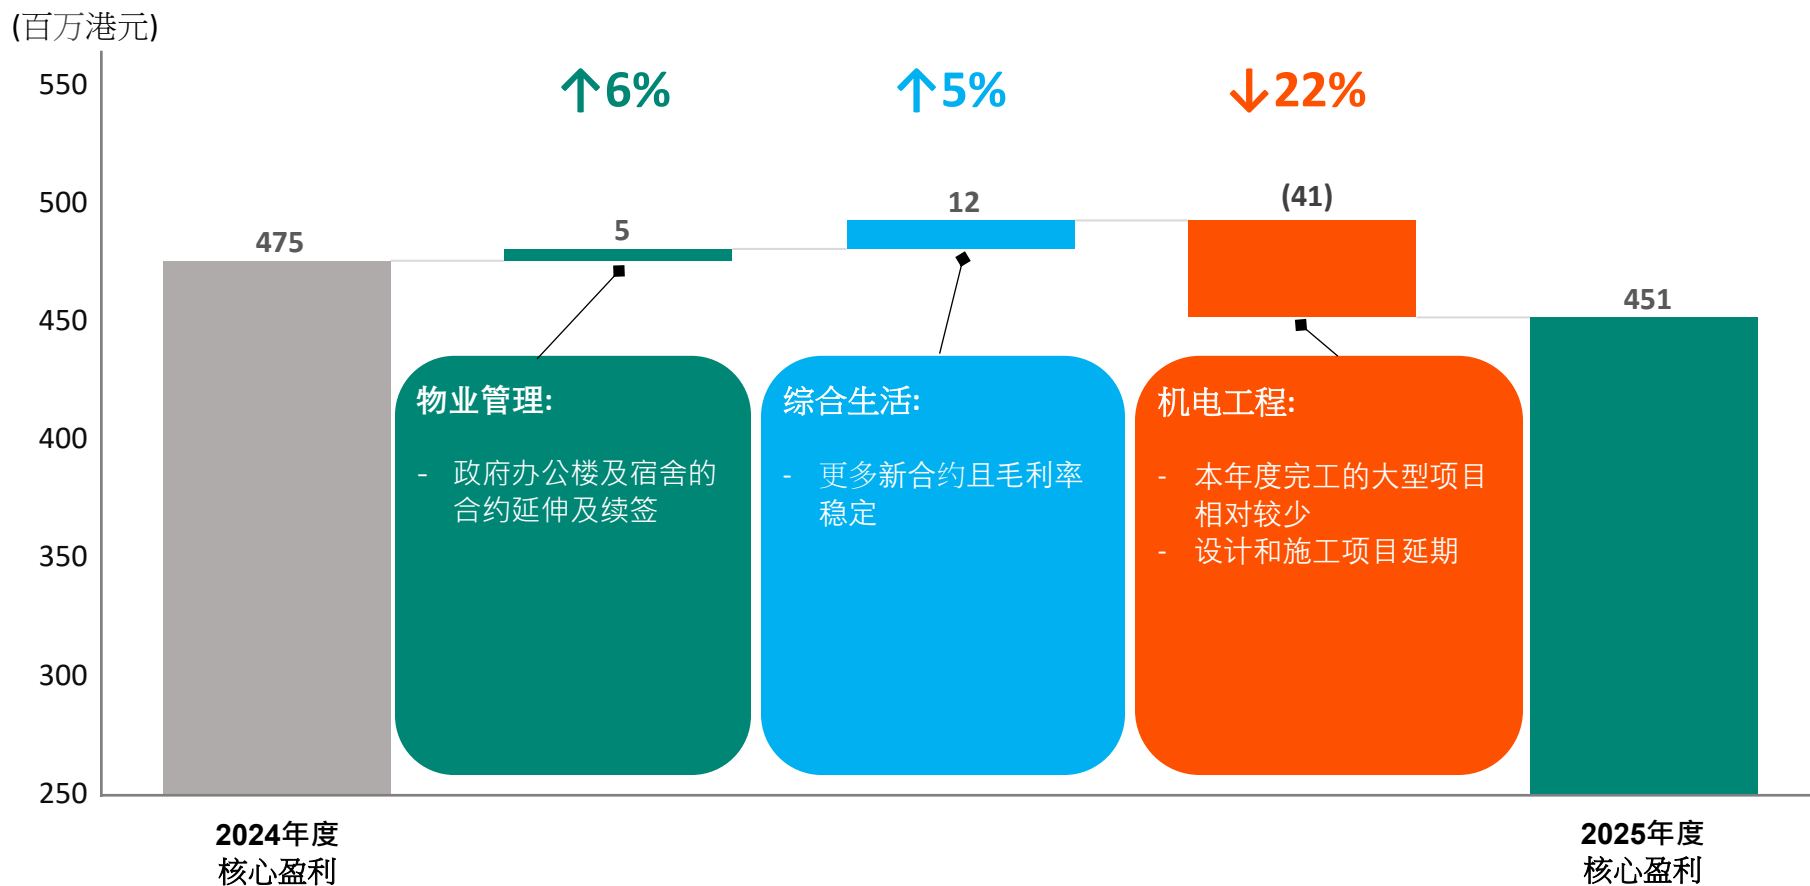 (百万港元)
550
500
450
400
350
300
250
↑6%
↑5%
↓22%
475
5
12
(41)
451
物业管理:
- 政府办公楼及宿舍的
合约延伸及续签
综合生活:
- 更多新合约且毛利率
稳定
机电工程:
- 本年度完工的大型项目
相对较少
- 设计和施工项目延期
2024年度
核心盈利
2025年度
核心盈利